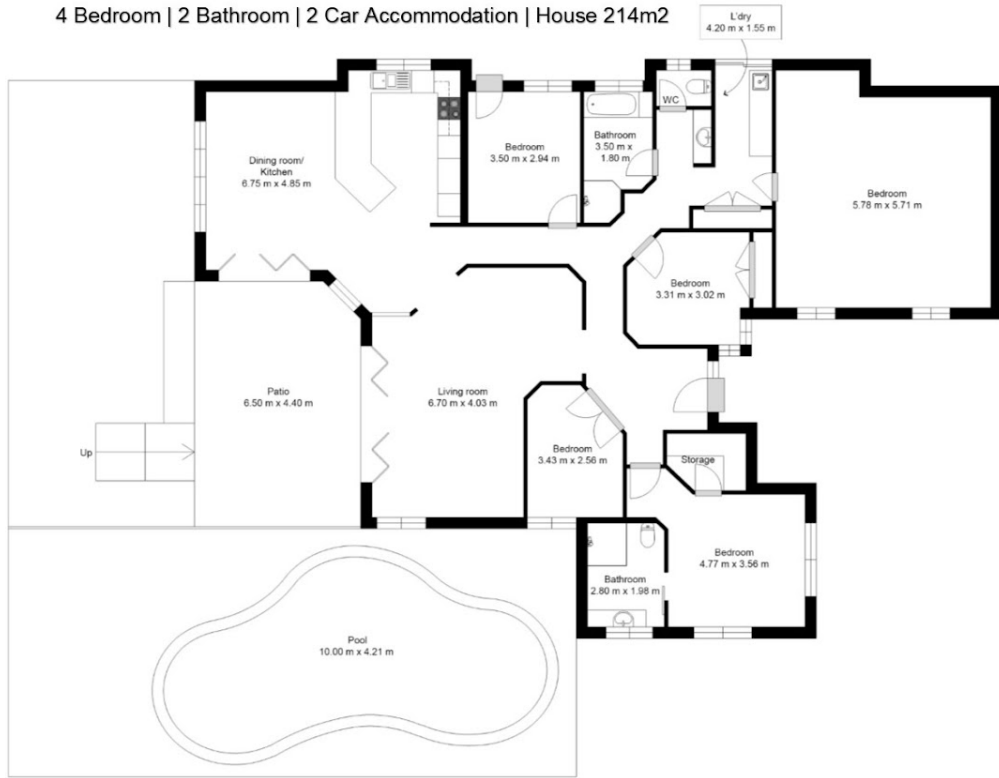 4 Bedroom | 2 Bathroom | 2 Car Accommodation | House 214m2
L'dry
4.20 m x 1.55 m
WC
Dining room/
Kitchen
6.75 m x 4.85 m
Bedroom
3.50 m x 2.94 m
Bathroom
3.50 m x
1.80 m
Bedroom
5.78 m x 5.71 m
Bedroom
3.31 m x 3.02 m
Patio
6.50 m x 4.40 m
Living room
6.70 m x 4.03 m
Up
Bedroom
3.43 m x 2.56 m
Storage
Bedroom
4.77 m x 3.56 m
Bathroom
2.80 m x 1.98 m
Pool
10.00 m x 4.21 m